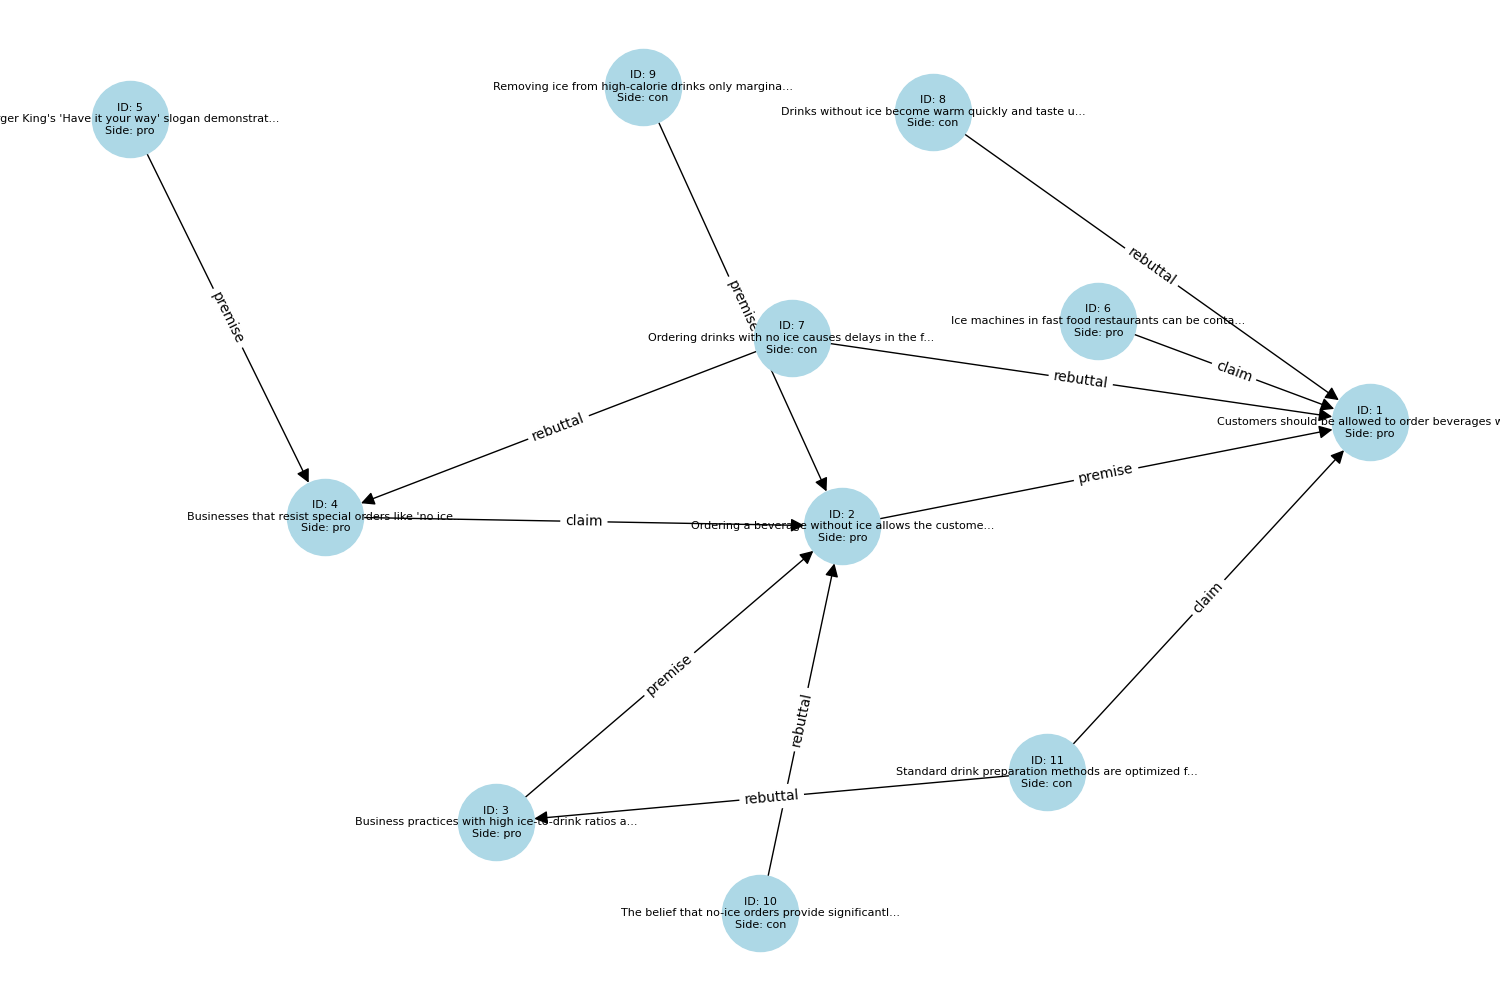 ID: 9
Removing ice from high-calorie drinks only margina...
Side: con
ID: 8
Drinks without ice become warm quickly and taste u...
Side: con
ID: 5
ger King's 'Have it your way' slogan demonstrat...
Side: pro
rebuttal
premise
premise
ID: 7
Ordering drinks with no ice causes delays in the f...
Side: con
ID: 6
Ice machines in fast food restaurants can be conta...
Side: pro
claim
rebuttal
rebuttal
ID: 1
Customers should be allowed to order beverages w
Side: pro
premise
ID: 4
Businesses that resist special orders like 'no ice
Side: pro
claim
ID: 2
Ordering a beverage without ice allows the custome...
Side: pro
claim
premise
rebuttal
ID: 11
Standard drink preparation methods are optimized f...
Side: con
rebuttal
ID: 3
Business practices with high ice-to-drink ratios a...
Side: pro
ID: 10
The belief that no-ice orders provide significantl...
Side: con